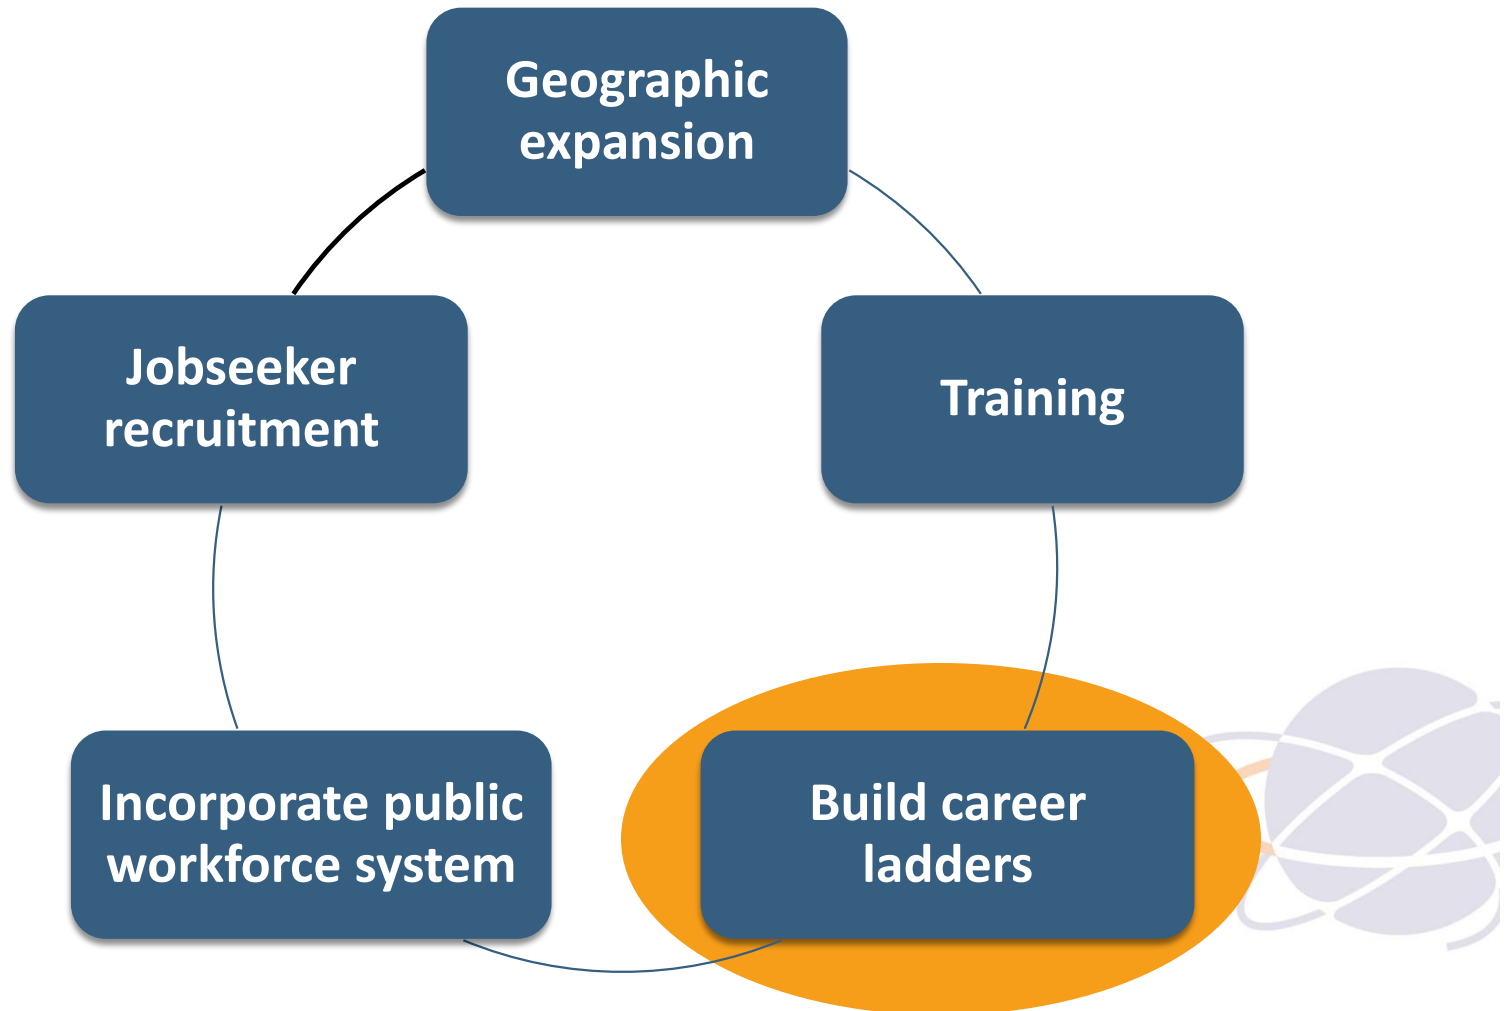 Geographic
expansion
Jobseeker
recruitment
Training
Incorporate public
workforce system
Build career
ladders